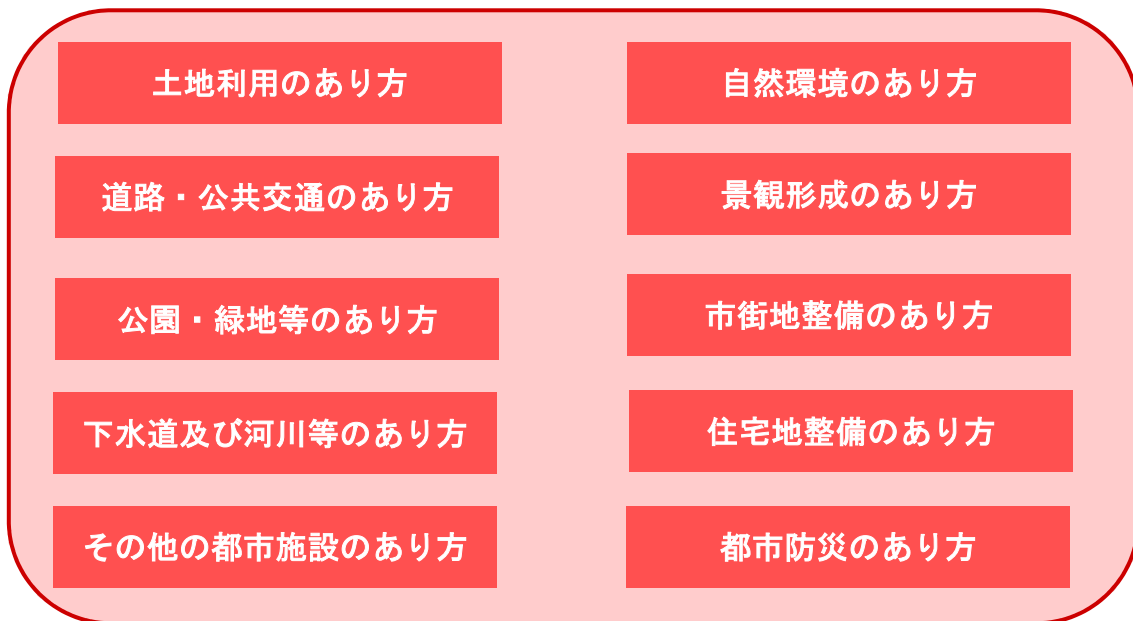 土地利用のあり方
自然環境のあり方
道路・公共交通のあり方
景観形成のあり方
公園・緑地等のあり方
市街地整備のあり方
下水道及び河川等のあり方
住宅地整備のあり方
その他の都市施設のあり方
都市防災のあり方